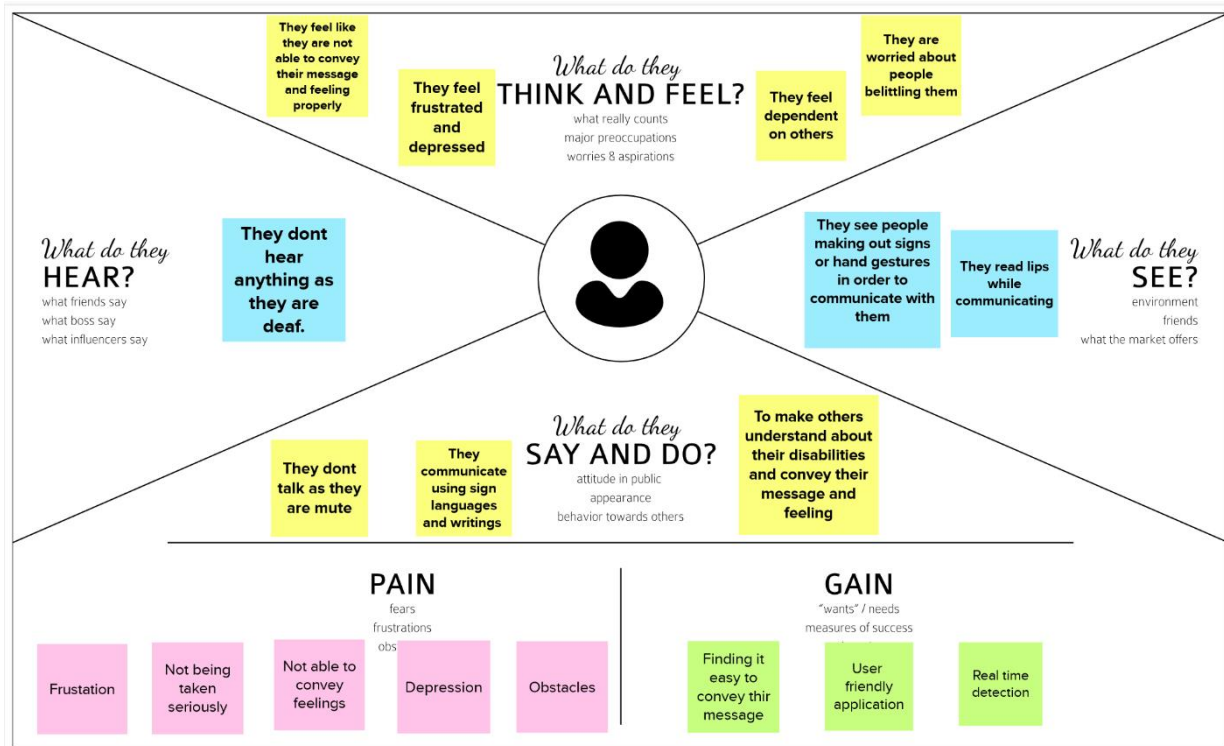 They feel like
they are not
able to convey
their message
and feeling
properly
They feel
frustrated
and
depressed
What do they
THINK AND FEEL?
what really counts
major preoccupations
worries 8 aspirations
They feel
dependent
on others
They are
worried about
people
belittling them
What do they
HEAR?
what friends say
what boss say
what influencers say
They dont
hear
anything as
they are
deaf.
They see people
making out signs
or hand gestures
in order to
communicate with
them
They read lips
while
communicating
What do they
SEE?
environment
friends
what the market offers
They dont
talk as they
are mute
They
communicate
using sign
languages
and writings
What do they
SAY AND DO?
attitude in public
appearance
behavior towards others
To make others
understand about
their disabilities
and convey their
message and
feeling
PAIN
fears
frustrations
Frustation
Not being
taken
seriously
Not able to
convey
feelings
Depression
Obstacles
GAIN
"wants" / needs
measures of success
Finding it
easy to
convey thir
message
User
friendly
application
Real time
detection